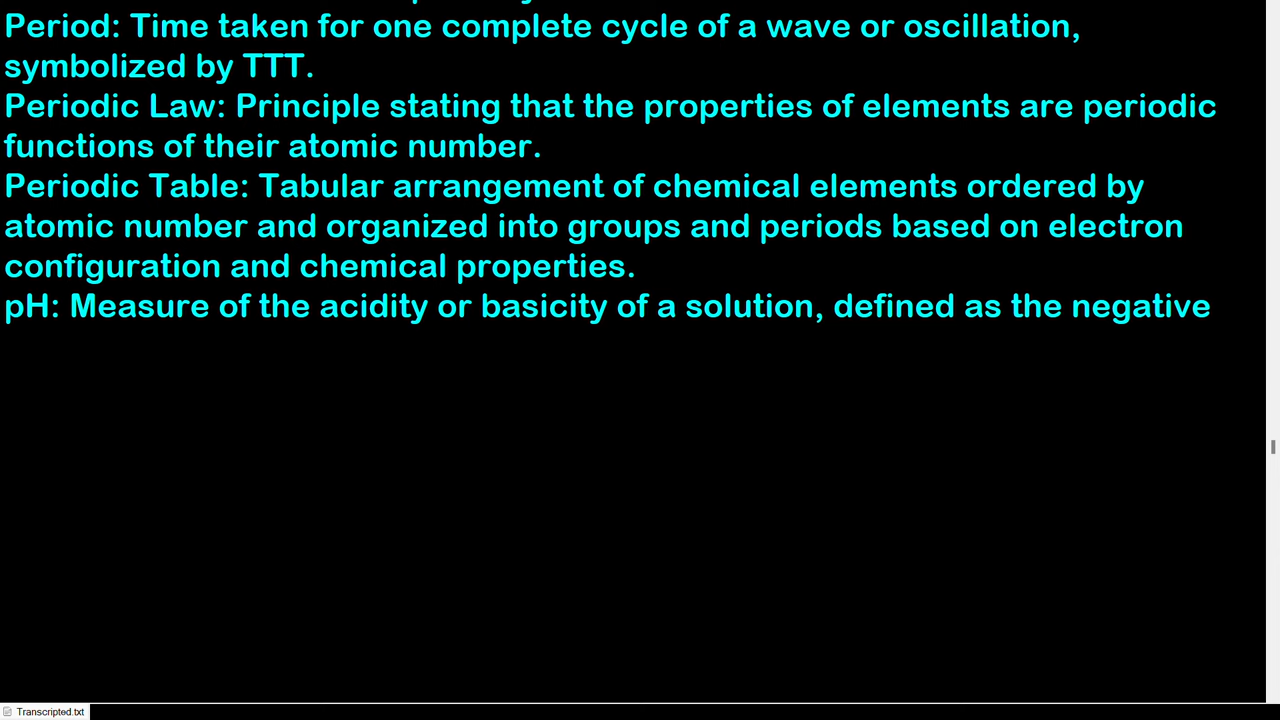 Period: Time taken for one complete cycle of a wave or oscillation,
symbolized by TTT.
Periodic Law: Principle stating that the properties of elements are periodic
functions of their atomic number.
Periodic Table: Tabular arrangement of chemical elements ordered by
atomic number and organized into groups and periods based on electron
configuration and chemical properties.
pH: Measure of the acidity or basicity of a solution, defined as the negative
Transcripted.txt